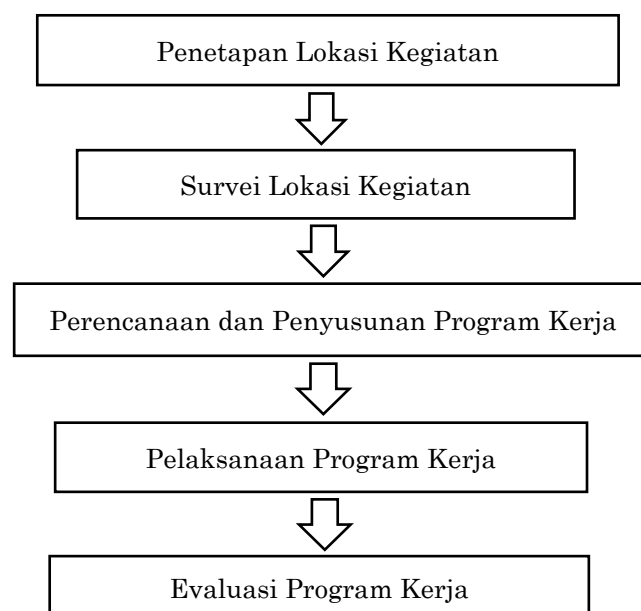 Penetapan Lokasi Kegiatan
Survei Lokasi Kegiatan
Perencanaan dan Penyusunan Program Kerja
Pelaksanaan Program Kerja
Evaluasi Program Kerja